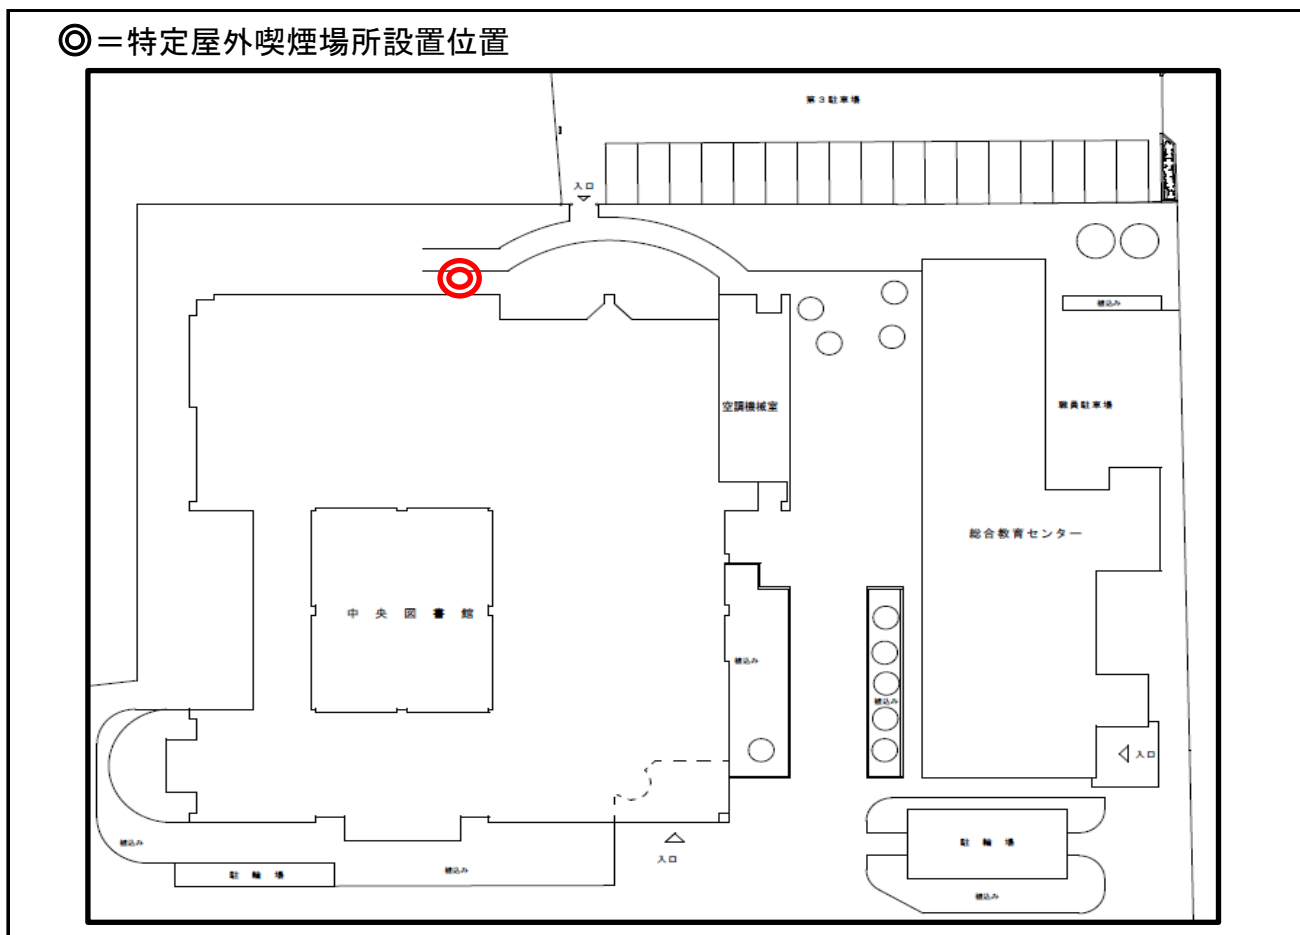 ◎=特定屋外喫煙場所設置位置
第3駐車場
入口
植込み
空調機械室
職員駐車場
総合教育センター
中央図書館
植込み
植込み
入口
植込み
駐輪場
入口
駐輪場
植込み
植込み